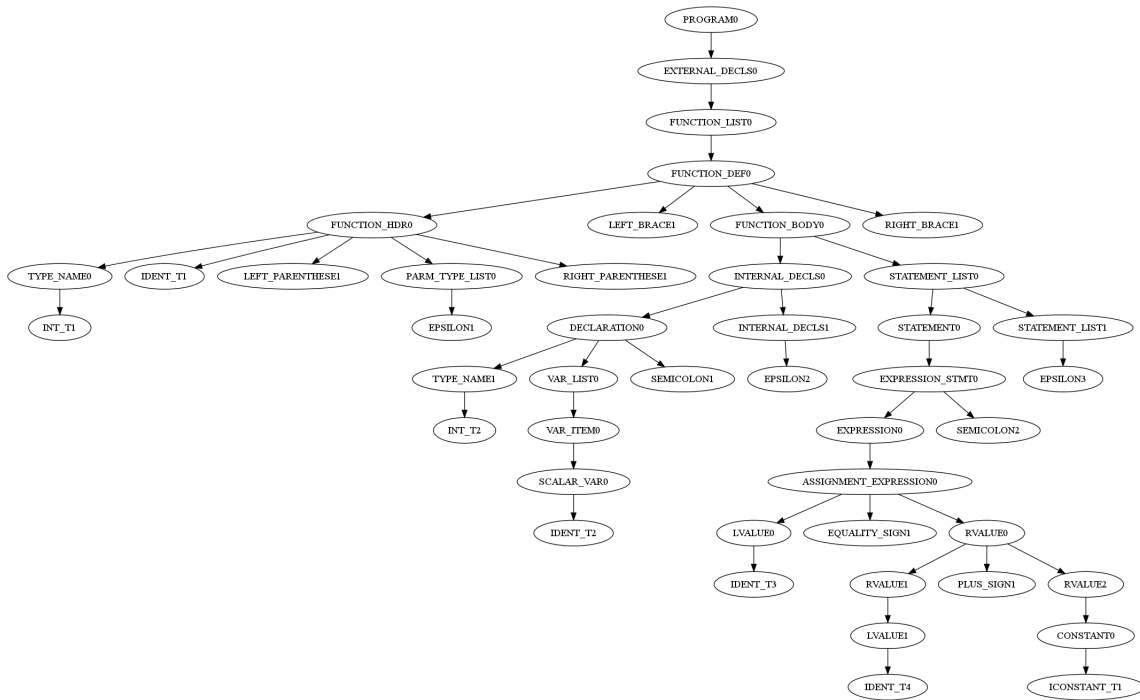 PROGRAM0
EXTERNAL_DECLS0
FUNCTION_LIST0
FUNCTION_DEF0
FUNCTION_HDR0 LEFT_BRACE1 FUNCTION_BODY0 RIGHT_BRACE1
TYPE_NAME0 IDENT_T1 LEFT_PARENTHESE1 PARM_TYPE_LIST0 RIGHT_PARENTHESE1 INTERNAL_DECLS0 STATEMENT_LIST0
INT_T1 EPSILON1 DECLARATION0 INTERNAL_DECLS1 STATEMENT0 STATEMENT_LIST1
TYPE_NAME1 VAR_LIST0 SEMICOLON1 EPSILON2 EXPRESSION_STMT0 EPSILON3
INT_T2 VAR_ITEM0 EXPRESSION0 SEMICOLON2
SCALAR_VAR0 ASSIGNMENT_EXPRESSION0
IDENT_T2 LVALUE0 EQUALITY_SIGN1 RVALUE0
IDENT_T3 RVALUE1 PLUS_SIGN1 RVALUE2
LVALUE1 CONSTANT0
IDENT_T4 ICONSTANT_T1